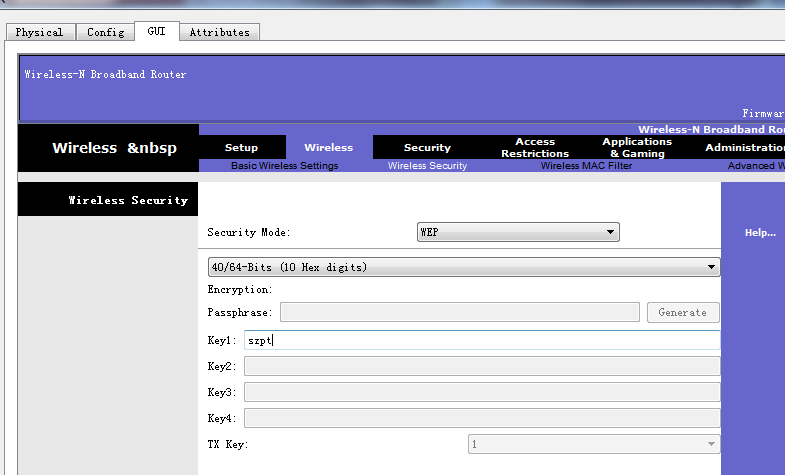 Physical Config GUI Attributes
Wireless-N Broadband Router
Firmwar
Wireless-N Broadband Rou
Wireless &nbsp Setup Wireless Security Access Restrictions Applications & Gaming Administratio
Basic Wireless Settings Wireless Security Wireless MAC Filter Advanced W
Wireless Security
Security Mode: WEP
Help...
40/64-Bits (10 Hex digits)
Encryption:
Passphrase: Generate
Key1: szpt
Key2:
Key3:
Key4:
TX Key: 1